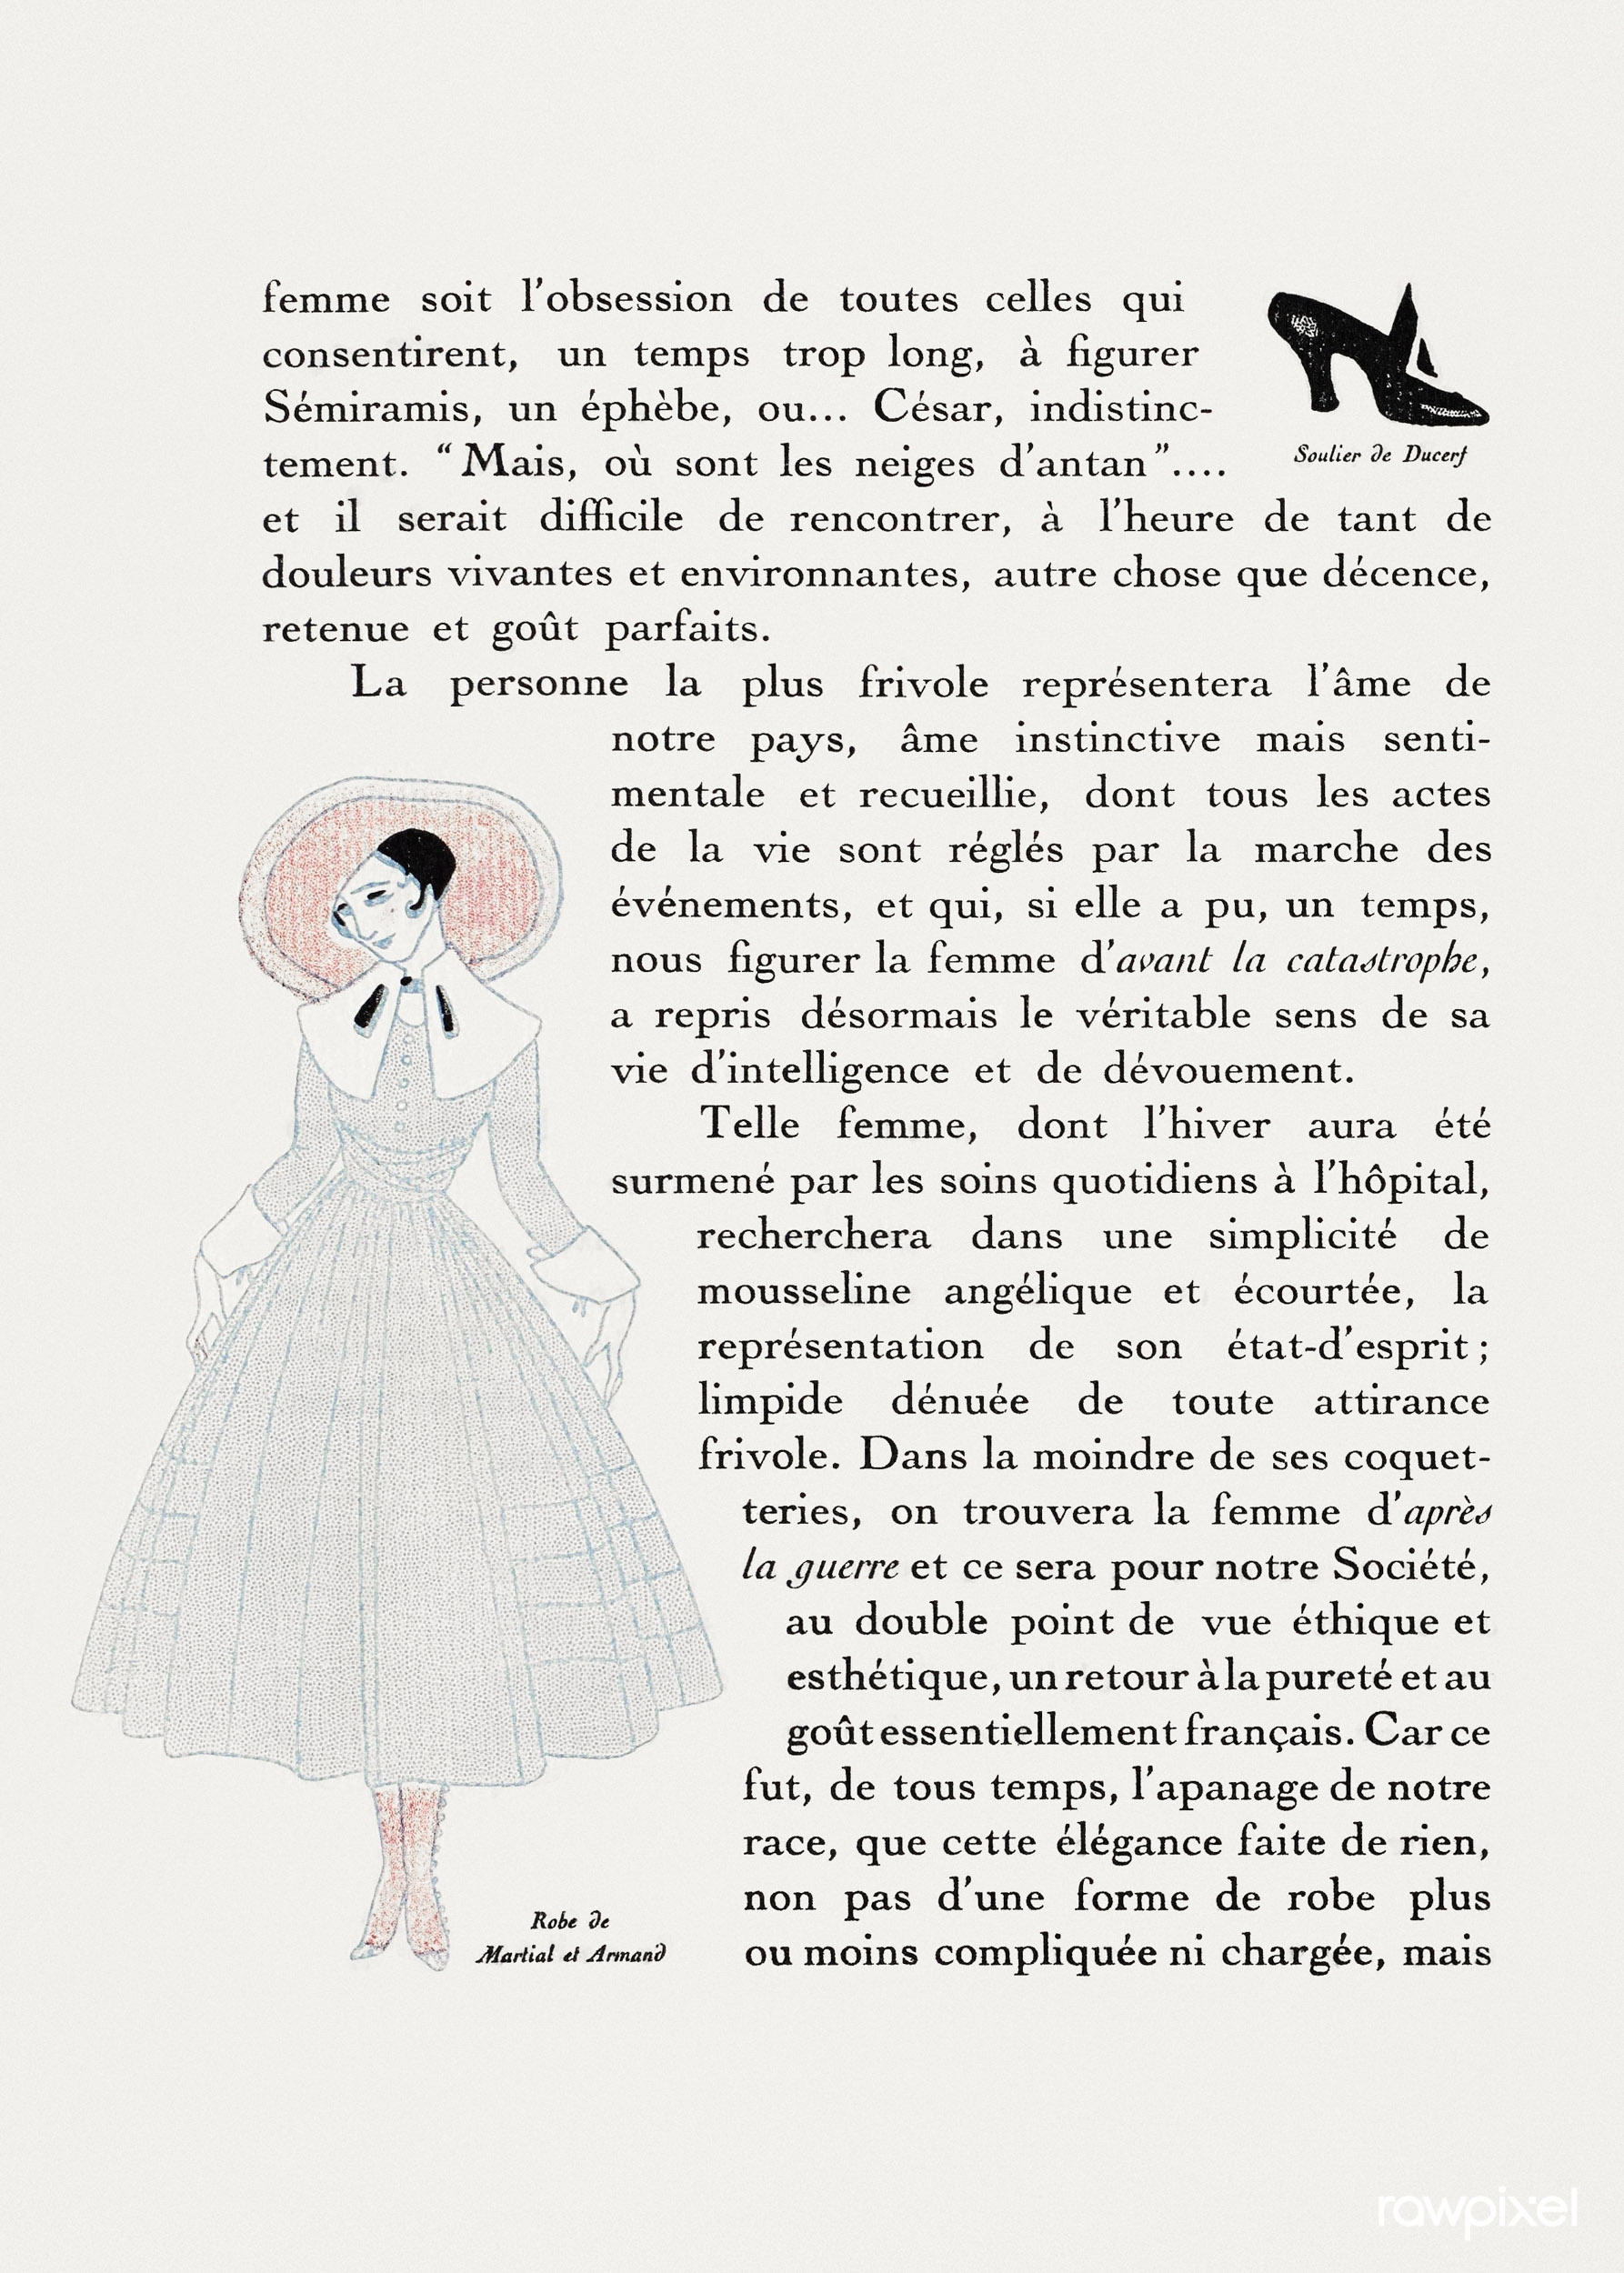 femme soit l'obsession de toutes celles qui
consentirent, un temps trop long, à figurer
Sémiramis, un éphèbe, ou... César, indistinc-
tement. “Mais, où sont les neiges d'antan”....
Soulier de Ducerf
et il serait difficile de rencontrer, à l'heure de tant de
douleurs vivantes et environnantes, autre chose que décence,
retenue et goût parfaits.
La personne la plus frivole représentera l'âme de
notre pays, âme instinctive mais senti-
mentale et recueillie, dont tous les actes
de la vie sont réglés par la marche des
événements, et qui, si elle a pu, un temps,
nous figurer la femme d'avant la catastrophe,
a repris désormais le véritable sens de sa
vie d'intelligence et de dévouement.
Telle femme, dont l'hiver aura été
surmené par les soins quotidiens à l'hôpital,
recherchera dans une simplicité de
mousseline angélique et écourtée, la
représentation de son état-d'esprit ;
limpide dénuée de toute attirance
frivole. Dans la moindre de ses coquet-
teries, on trouvera la femme d'après
la guerre et ce sera pour notre Société,
au double point de vue éthique et
esthétique, un retour à la pureté et au
goût essentiellement français. Car ce
fut, de tous temps, l'apanage de notre
race, que cette élégance faite de rien,
non pas d'une forme de robe plus
ou moins compliquée ni chargée, mais
Robe de
Martial et Armand
rawpixel